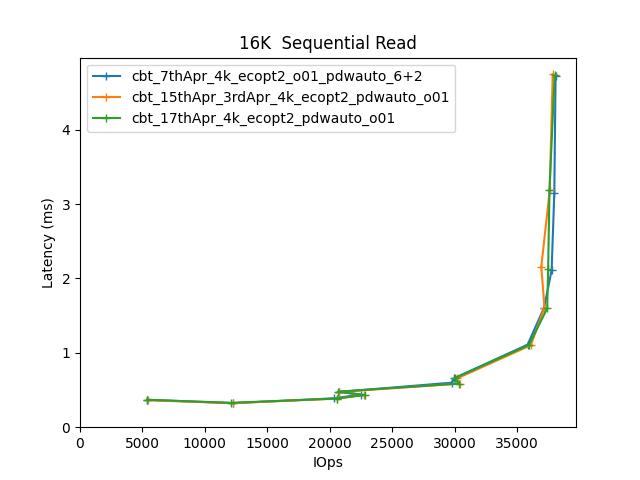 16K  Sequential Read
cbt_7thApr_4k_ecopt2_o01_pdwauto_6+2
cbt_15thApr_3rdApr_4k_ecopt2_pdwauto_o01
cbt_17thApr_4k_ecopt2_pdwauto_o01
Latency (ms)
4
3
2
1
0
0 5000 10000 15000 20000 25000 30000 35000
IOps